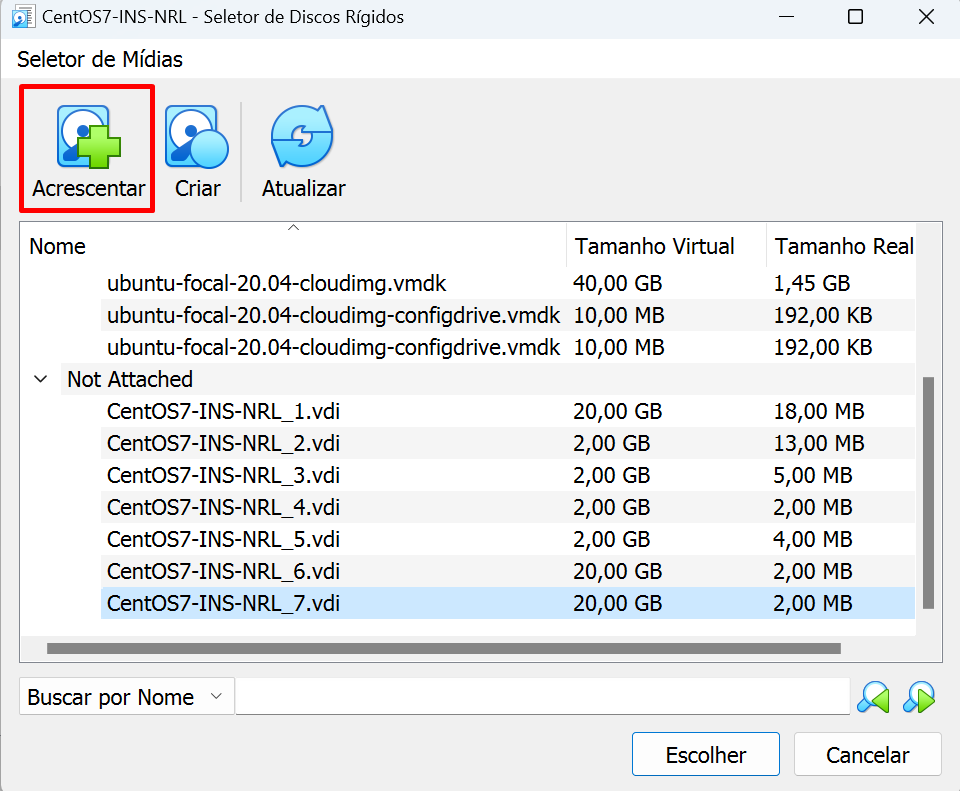 CentOS7-INS-NRL - Seletor de Discos Rígidos
Seletor de Mídias
Acrescentar Criar Atualizar
Nome Tamanho Virtual Tamanho Real
ubuntu-focal-20.04-cloudimg.vmdk 40,00 GB 1,45 GB
ubuntu-focal-20.04-cloudimg-configdrive.vmdk 10,00 MB 192,00 KB
ubuntu-focal-20.04-cloudimg-configdrive.vmdk 10,00 MB 192,00 KB
Not Attached
CentOS7-INS-NRL_1.vdi 20,00 GB 18,00 MB
CentOS7-INS-NRL_2.vdi 2,00 GB 13,00 MB
CentOS7-INS-NRL_3.vdi 2,00 GB 5,00 MB
CentOS7-INS-NRL_4.vdi 2,00 GB 2,00 MB
CentOS7-INS-NRL_5.vdi 2,00 GB 4,00 MB
CentOS7-INS-NRL_6.vdi 20,00 GB 2,00 MB
CentOS7-INS-NRL_7.vdi 20,00 GB 2,00 MB
Buscar por Nome
Escolher Cancelar